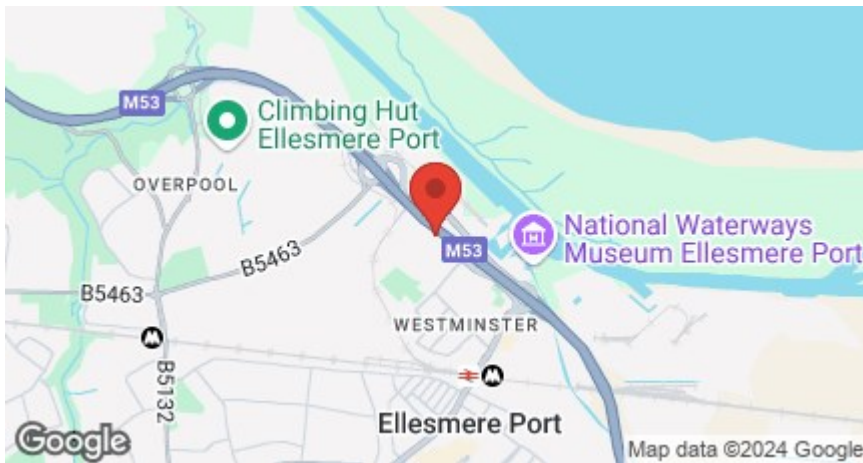 M53
Climbing Hut
Ellesmere Port
OVERPOOL
National Waterways
Museum Ellesmere Port
M53
B5463
B5463
WESTMINSTER
B5132
Ellesmere Port
Google
Map data ©2024 Google